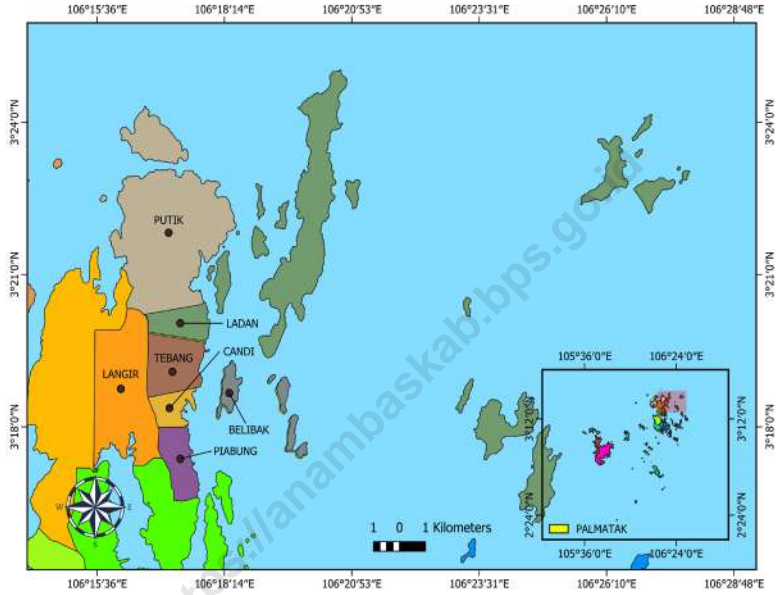 106°15'36"E 106°18'14"E 106°20'53"E 106°23'31"E 106°26'10"E 106°28'48"E
3°24'0"N 3°24'0"N
PUTIK
3°21'0"N 3°21'0"N
LADAN
CANDI
TEBANG
LANGIR
BELIBAK
PIABUNG
3°18'0"N 3°18'0"N
105°36'0"E 106°24'0"E
3°12'0"N 3°12'0"N
2°24'0"N 2°24'0"N
PALMATAK
105°36'0"E 106°24'0"E
W E
S
1 0 1 Kilometers
106°15'36"E 106°18'14"E 106°20'53"E 106°23'31"E 106°26'10"E 106°28'48"E
://anambaskab.bps.go.id